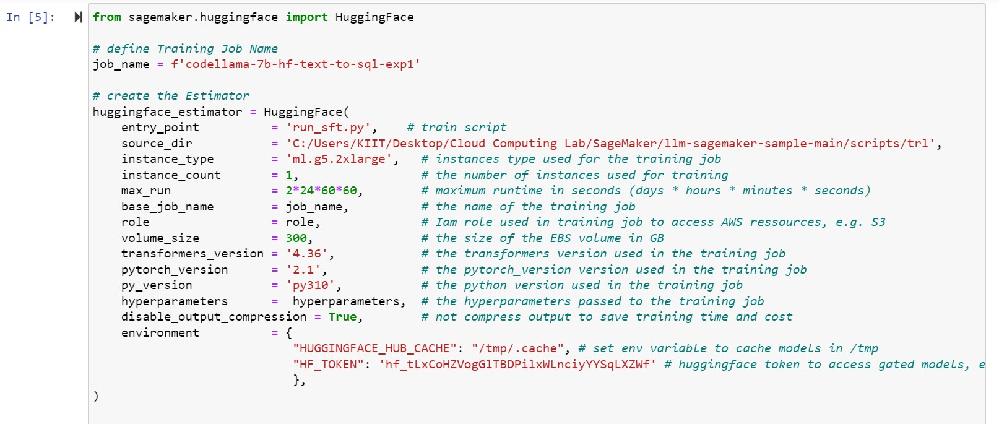 In [5]:
from sagemaker.huggingface import HuggingFace
# define Training Job Name
job_name = f'codellama-7b-hf-text-to-sql-exp1'
# create the Estimator
huggingface_estimator = HuggingFace(
    entry_point          = 'run_sft.py',    # train script
    source_dir           = 'C:/Users/KIIT/Desktop/Cloud Computing Lab/SageMaker/llm-sagemaker-sample-main/scripts/trl',
    instance_type        = 'ml.g5.2xlarge',   # instances type used for the training job
    instance_count       = 1,                 # the number of instances used for training
    max_run              = 2*24*60*60,        # maximum runtime in seconds (days * hours * minutes * seconds)
    base_job_name        = job_name,          # the name of the training job
    role                 = role,              # Iam role used in training job to access AWS ressources, e.g. S3
    volume_size          = 300,               # the size of the EBS volume in GB
    transformers_version = '4.36',            # the transformers version used in the training job
    pytorch_version      = '2.1',             # the pytorch_version version used in the training job
    py_version           = 'py310',           # the python version used in the training job
    hyperparameters      =  hyperparameters,  # the hyperparameters passed to the training job
    disable_output_compression = True,        # not compress output to save training time and cost
    environment          = {
                            "HUGGINGFACE_HUB_CACHE": "/tmp/.cache", # set env variable to cache models in /tmp
                            "HF_TOKEN": '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' # huggingface token to access gated models, e
                            },
)